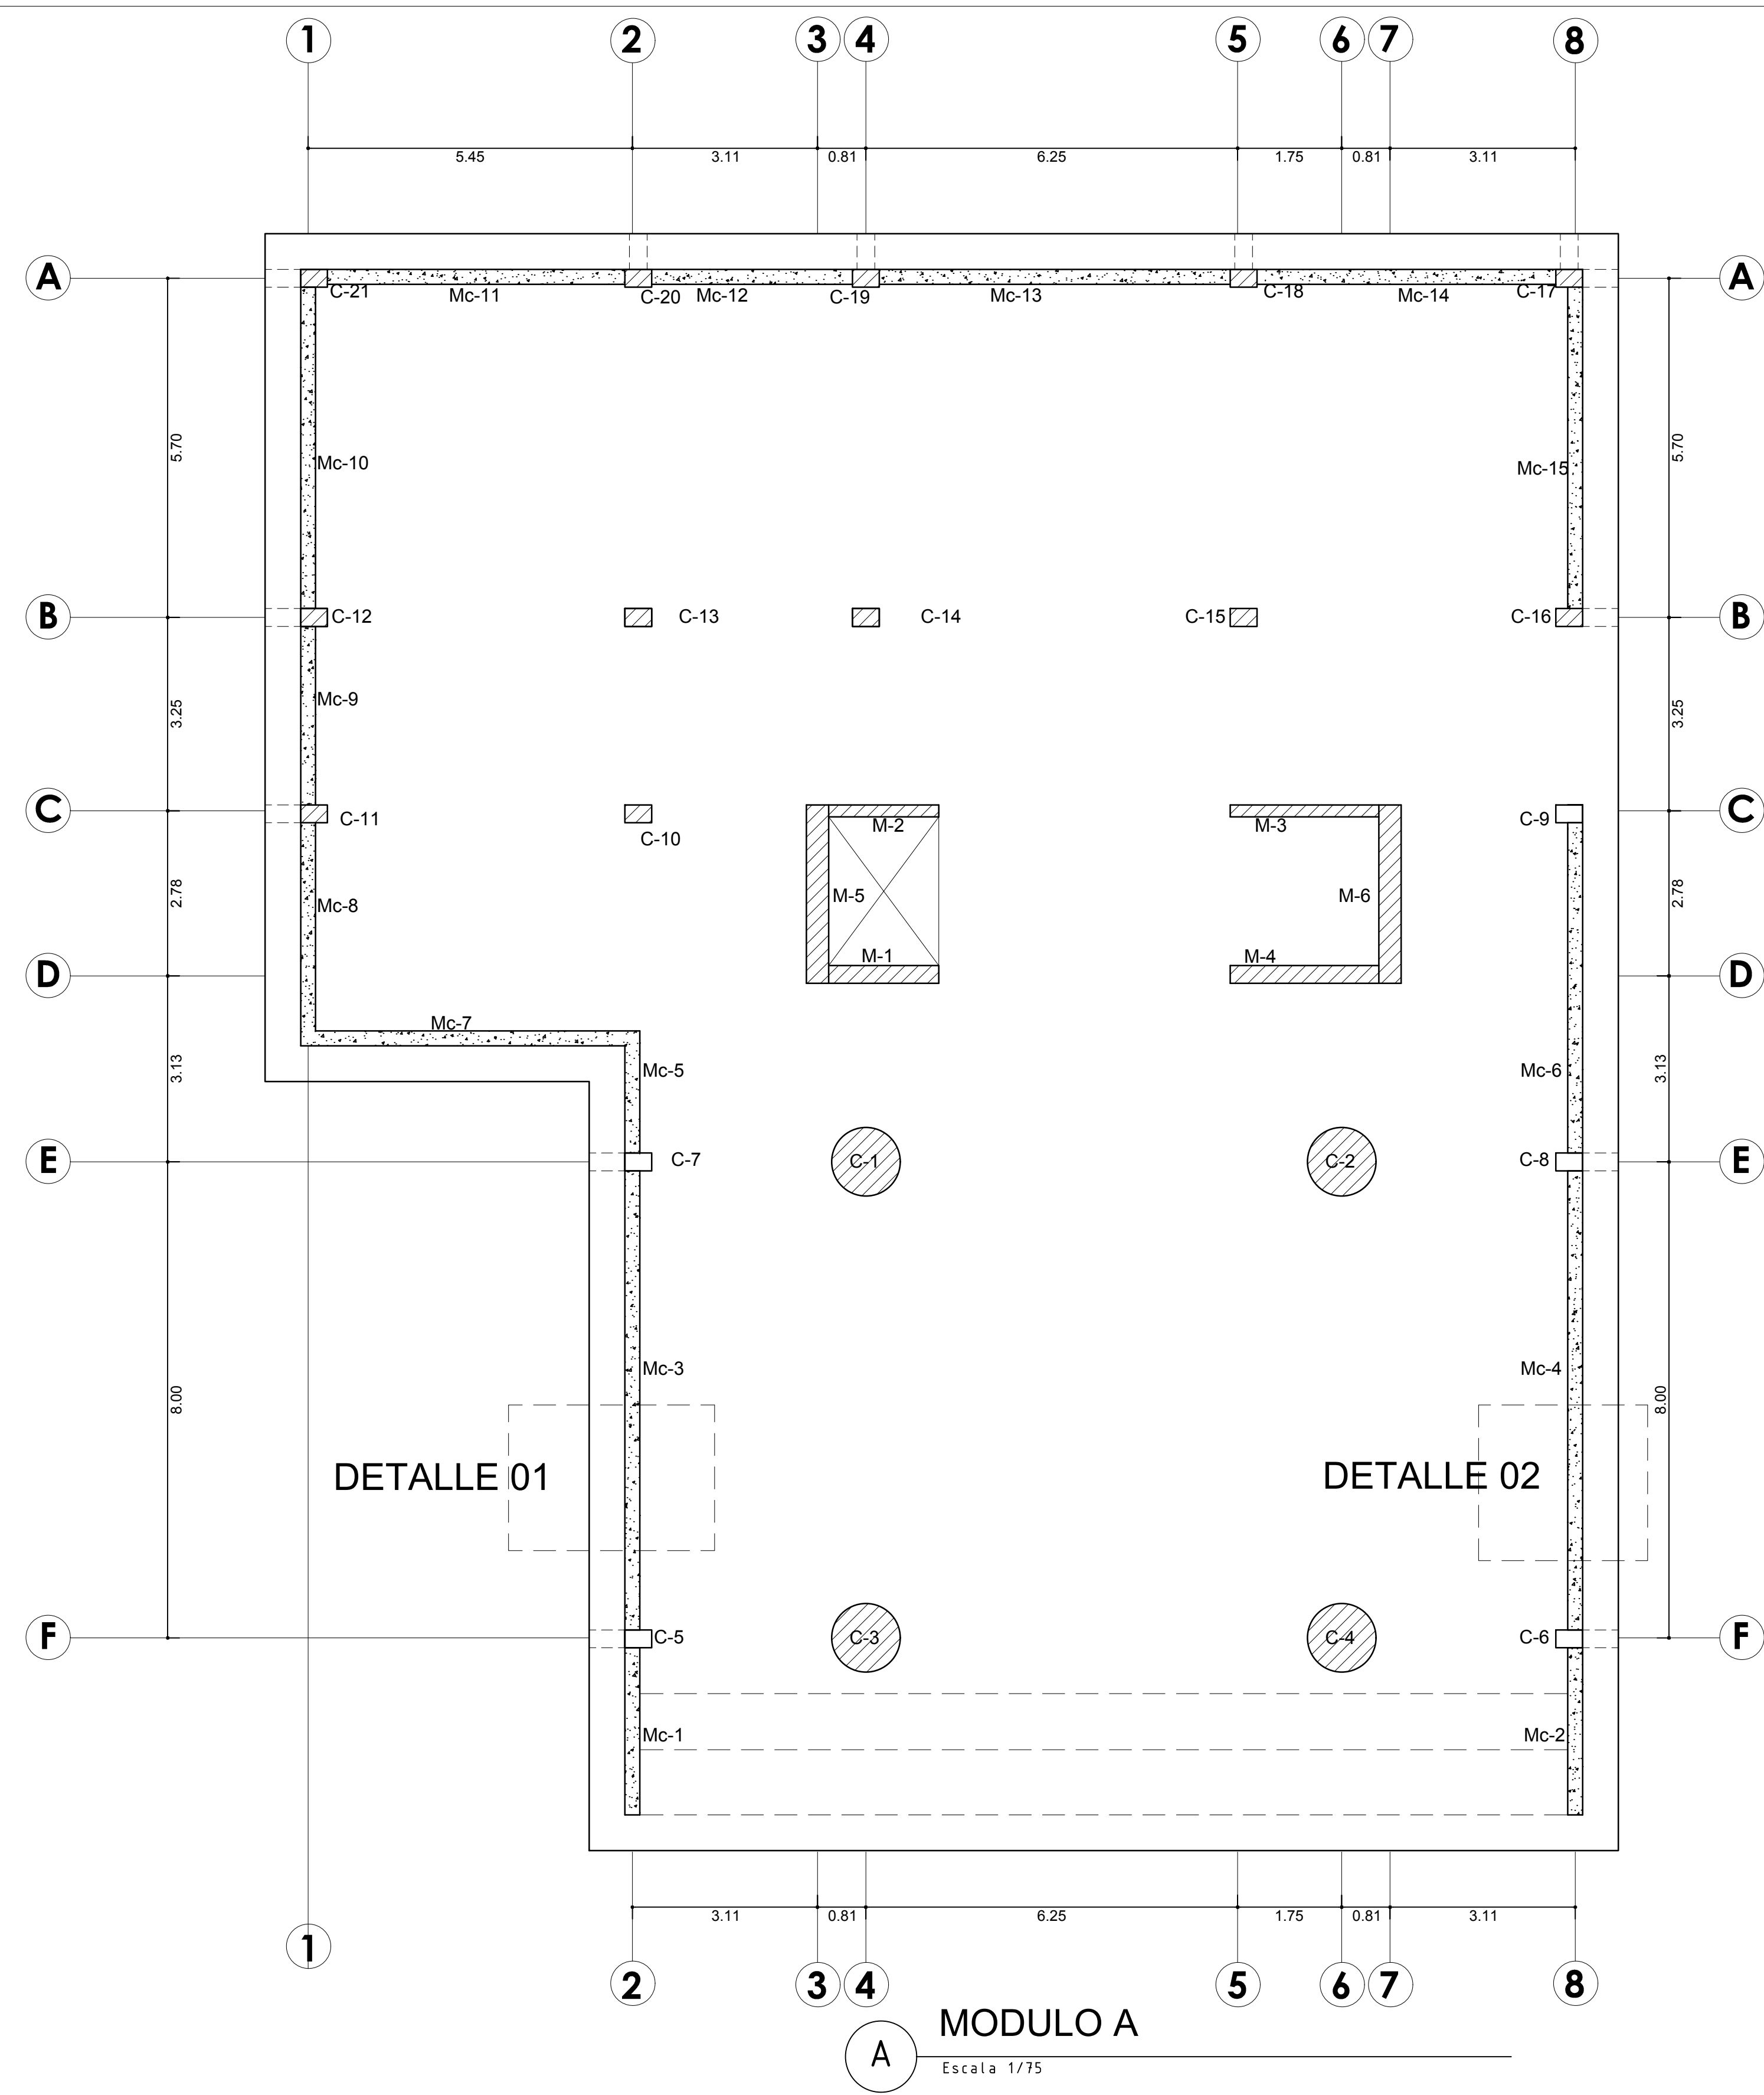 1 2 3 4 5 6 7 8
5.45 3.11 0.81 6.25 1.75 0.81 3.11
A A
C-21 Mc-11 C-20 Mc-12 C-19 Mc-13 C-18 Mc-14 C-17
5.70 Mc-10 Mc-15 5.70
B C-12 C-13 C-14 C-15 C-16 B
3.25 Mc-9 3.25
C C-11 C-10 M-2 M-3 C-9 C
2.78 Mc-8 M-5 M-6 2.78
M-1 M-4
D D
Mc-7
3.13 Mc-5 Mc-6 3.13
E C-7 C-1 C-2 C-8 E
8.00 Mc-3 Mc-4 8.00
DETALLE 01 DETALLE 02
F C-5 C-3 C-4 C-6 F
Mc-1 Mc-2
3.11 0.81 6.25 1.75 0.81 3.11
1 2 3 4 5 6 7 8
MODULO A
A
Escala 1/75